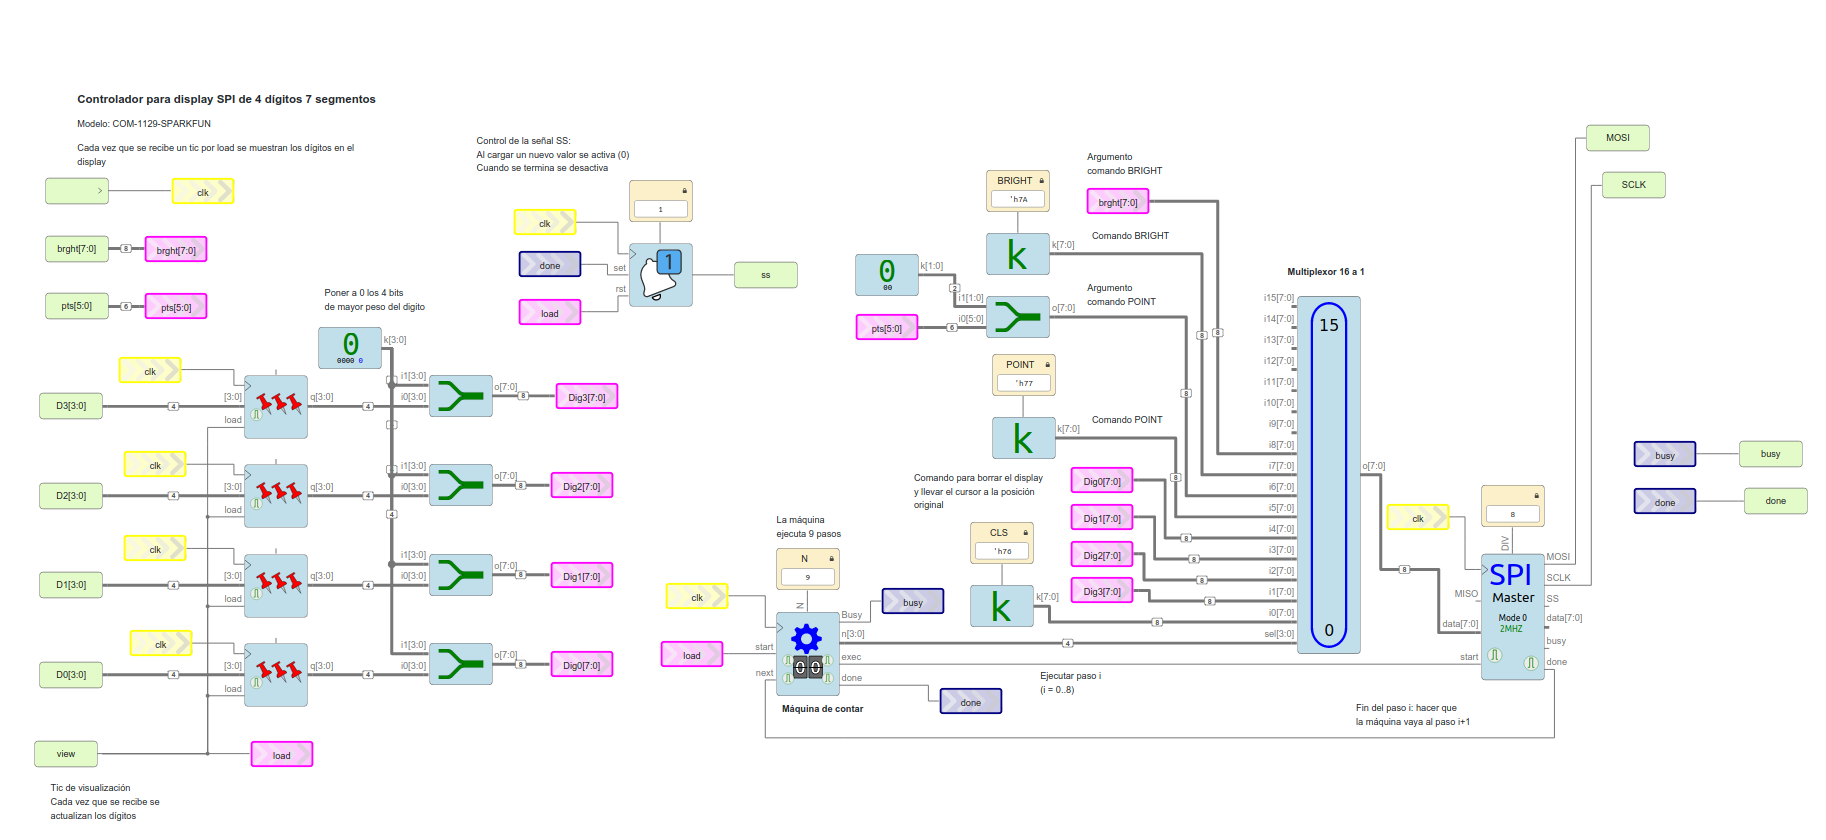 Controlador para display SPI de 4 dígitos 7 segmentos
Modelo: COM-1129-SPARKFUN
Cada vez que se recibe un tic por load se muestran los dígitos en el
display
clk
brght[7:0]
8
brght[7:0]
pts[5:0]
6
pts[5:0]
Poner a 0 los 4 bits
de mayor peso del digito
0
0000 0
k[3:0]
clk
D3[3:0]
4
[3:0]
load
q[3:0]
4
i1[3:0]
i0[3:0]
o[7:0]
8
Dig3[7:0]
clk
D2[3:0]
4
[3:0]
load
q[3:0]
4
i1[3:0]
i0[3:0]
o[7:0]
8
Dig2[7:0]
4
clk
D1[3:0]
4
[3:0]
load
q[3:0]
4
i1[3:0]
i0[3:0]
o[7:0]
8
Dig1[7:0]
clk
D0[3:0]
4
[3:0]
load
q[3:0]
4
i1[3:0]
i0[3:0]
o[7:0]
8
Dig0[7:0]
view
load
Tic de visualización
Cada vez que se recibe se
actualizan los dígitos
Control de la señal SS:
Al cargar un nuevo valor se activa (0)
Cuando se termina se desactiva
1
clk
done
set
load
rst
1
ss
La máquina
ejecuta 9 pasos
N
9
clk
load
start
next
N
00
Busy
n[3:0]
exec
done
busy
4
done
Máquina de contar
Ejecutar paso i
(i = 0..8)
Argumento
comando BRIGHT
brght[7:0]
BRIGHT
'h7A
k
k[7:0]
Comando BRIGHT
0
00
k[1:0]
2
pts[5:0]
6
i1[1:0]
i0[5:0]
o[7:0]
Argumento
comando POINT
POINT
'h77
k
k[7:0]
Comando POINT
Comando para borrar el display
y llevar el cursor a la posición
original
CLS
'h76
k
k[7:0]
Dig0[7:0]
Dig1[7:0]
Dig2[7:0]
Dig3[7:0]
8
8
8
8
8
8
8
8
8
Multiplexor 16 a 1
i15[7:0]
i14[7:0]
i13[7:0]
i12[7:0]
i11[7:0]
i10[7:0]
i9[7:0]
i8[7:0]
i7[7:0]
i6[7:0]
i5[7:0]
i4[7:0]
i3[7:0]
i2[7:0]
i1[7:0]
i0[7:0]
sel[3:0]
15
0
o[7:0]
8
clk
8
DIV
SPI
Master
Mode 0
2MHZ
MISO
data[7:0]
start
MOSI
SCLK
SS
data[7:0]
busy
done
Fin del paso i: hacer que
la máquina vaya al paso i+1
MOSI
SCLK
busy
busy
done
done